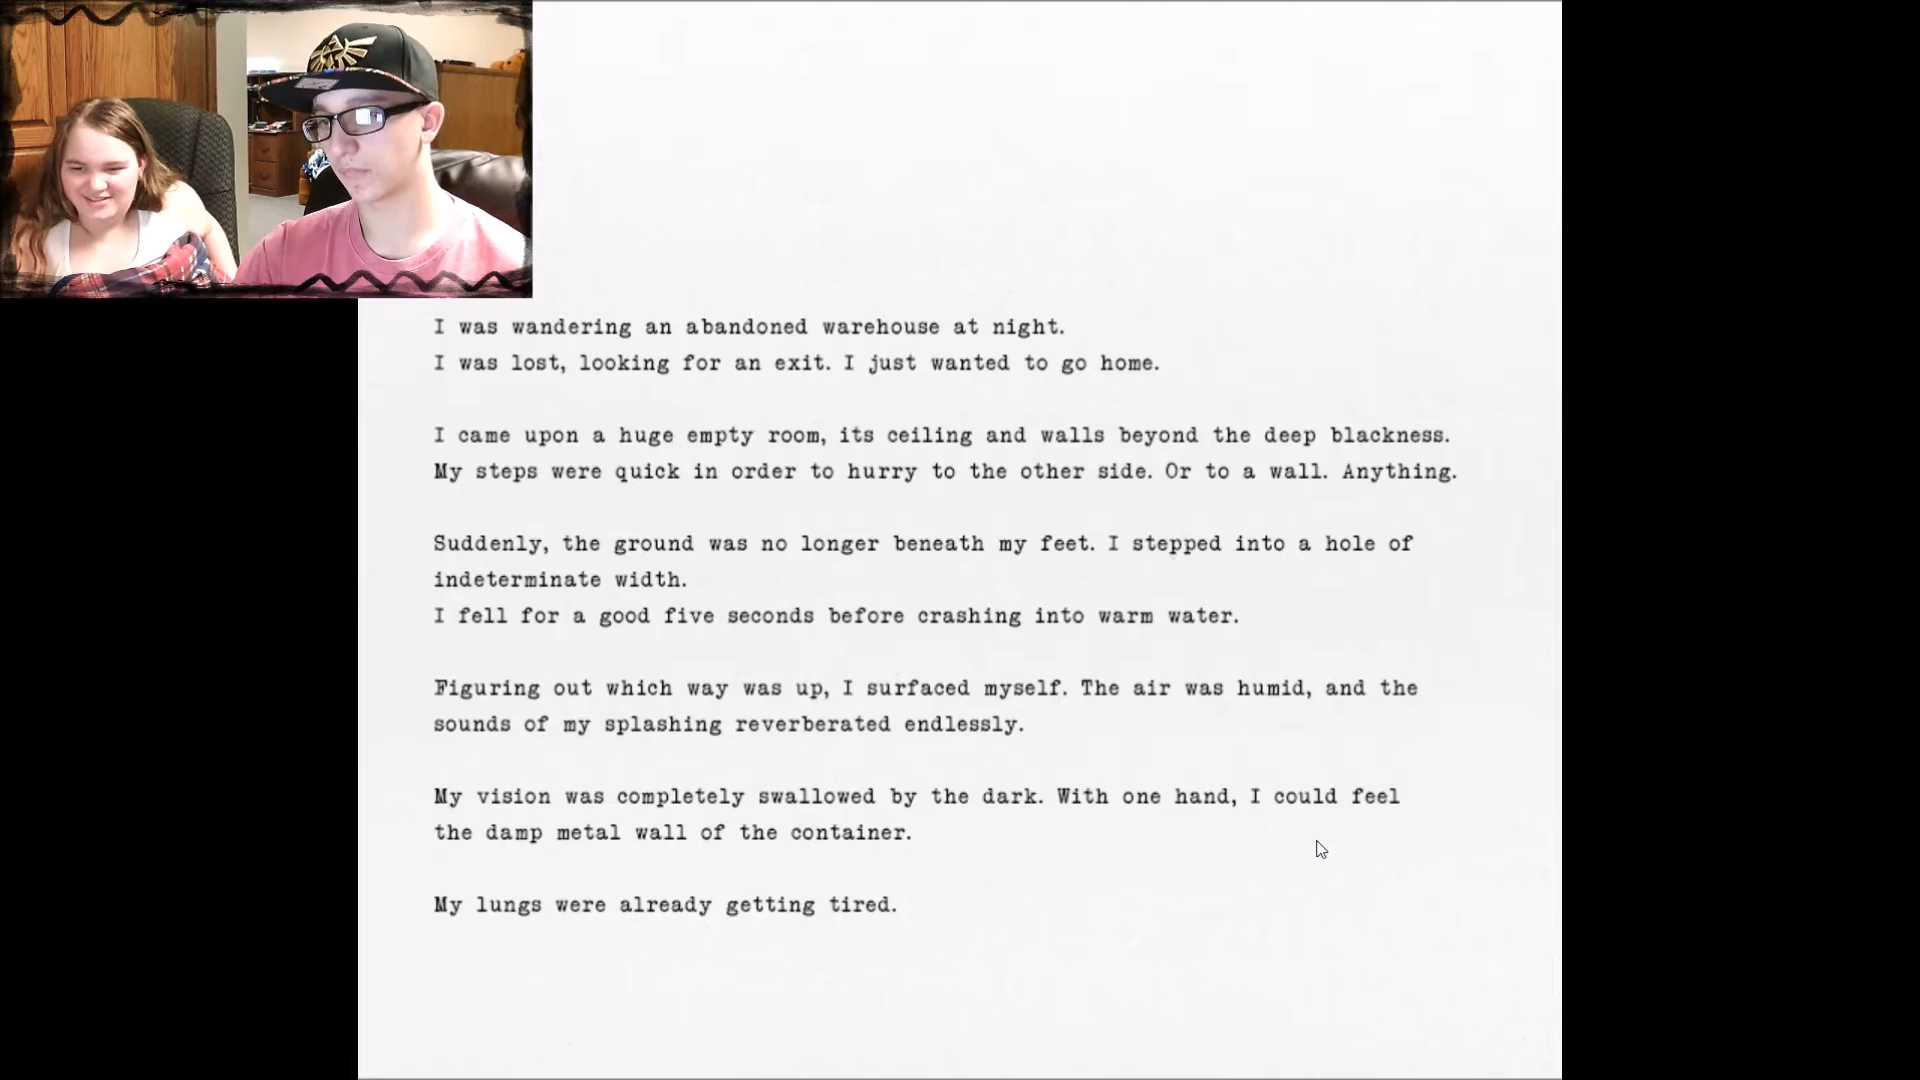 I was wandering an abandoned warehouse at night.
I was lost, looking for an exit. I just wanted to go home.
I came upon a huge empty room, its ceiling and walls beyond the deep blackness.
My steps were quick in order to hurry to the other side. Or to a wall. Anything.
Suddenly, the ground was no longer beneath my feet. I stepped into a hole of
indeterminate width.
I fell for a good five seconds before crashing into warm water.
Figuring out which way was up, I surfaced myself. The air was humid, and the
sounds of my splashing reverberated endlessly.
My vision was completely swallowed by the dark. With one hand, I could feel
the damp metal wall of the container.
My lungs were already getting tired.